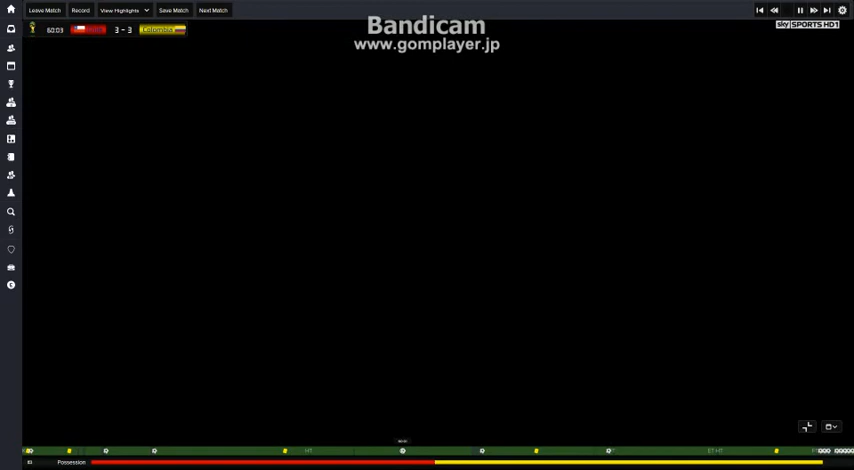 Leave Match Record View Highlights Save Match Next Match
60:03 3 - 3 Colombia
Bandicam
www.gomplayer.jp
sky SPORTS HD1
HT ET HT
Possession